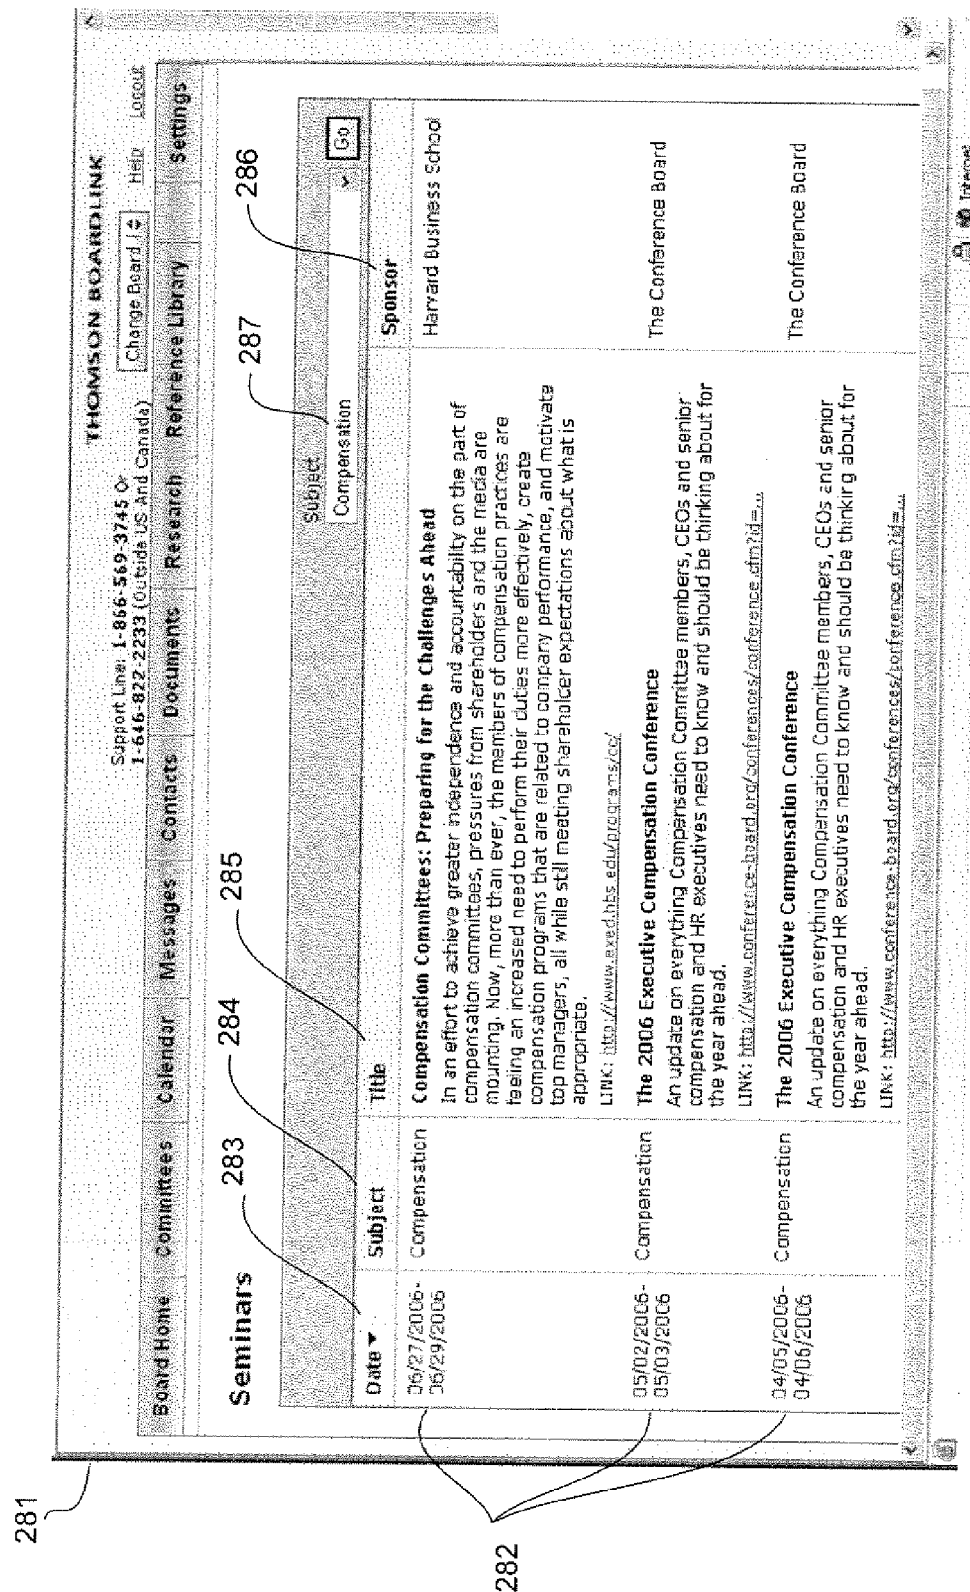 281
THOMSON BOARDLINK
Support Line: 1-866-569-3745 Or
1-646-822-2233 (Outside US And Canada)
Change Board
Help
Logout
Board Home
Committees
Calendar
Messages
Contacts
Documents
Research
Reference Library
Settings
Seminars
283
284
285
287
286
Subject
Compensation
Go
Date
Subject
Title
Sponsor
282
06/27/2006-
06/29/2006
Compensation
Compensation Committees: Preparing for the Challenges Ahead
In an effort to achieve greater independence and accountability on the part of
compensation committees, pressures from shareholders and the media are
mounting. Now, more than ever, the members of compensation practices are
feeling an increased need to perform their duties more effectively, create
compensation programs that are related to company performance, and motivate
top managers, all while still meeting shareholder expectations about what is
appropriate.
LINK: http://www.exed.hbs.edu/programs/cc/
Harvard Business School
05/02/2006-
05/03/2006
Compensation
The 2006 Executive Compensation Conference
An update on everything Compensation Committee members, CEOs and senior
compensation and HR executives need to know and should be thinking about for
the year ahead.
LINK: http://www.conference-board.org/conferences/conference.cfm?id=...
The Conference Board
04/05/2006-
04/06/2006
Compensation
The 2006 Executive Compensation Conference
An update on everything Compensation Committee members, CEOs and senior
compensation and HR executives need to know and should be thinking about for
the year ahead.
LINK: http://www.conference-board.org/conferences/conference.cfm?id=...
The Conference Board
Internet